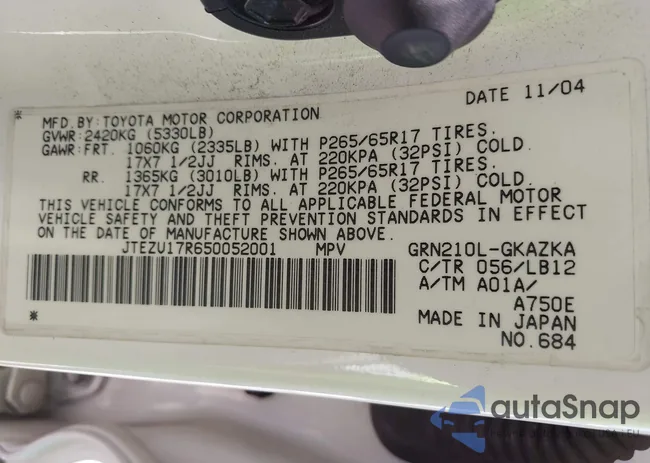 DATE 11/04
MFD.BY:TOYOTA MOTOR CORPORATION
GVWR:2420KG (5330LB)
GAWR:FRT. 1060KG (2335LB) WITH P265/65R17 TIRES.
17X7 1/2JJ RIMS. AT 220KPA (32PSI) COLD.
RR. 1365KG (3010LB) WITH P265/65R17 TIRES.
17X7 1/2JJ RIMS. AT 220KPA (32PSI) COLD.
THIS VEHICLE CONFORMS TO ALL APPLICABLE FEDERAL MOTOR
VEHICLE SAFETY AND THEFT PREVENTION STANDARDS IN EFFECT
ON THE DATE OF MANUFACTURE SHOWN ABOVE.
JTEZU17R650052001 MPV GRN210L-GKAZKA
C/TR 056/LB12
A/TM A01A/
A750E
MADE IN JAPAN
NO.684
autaSnap